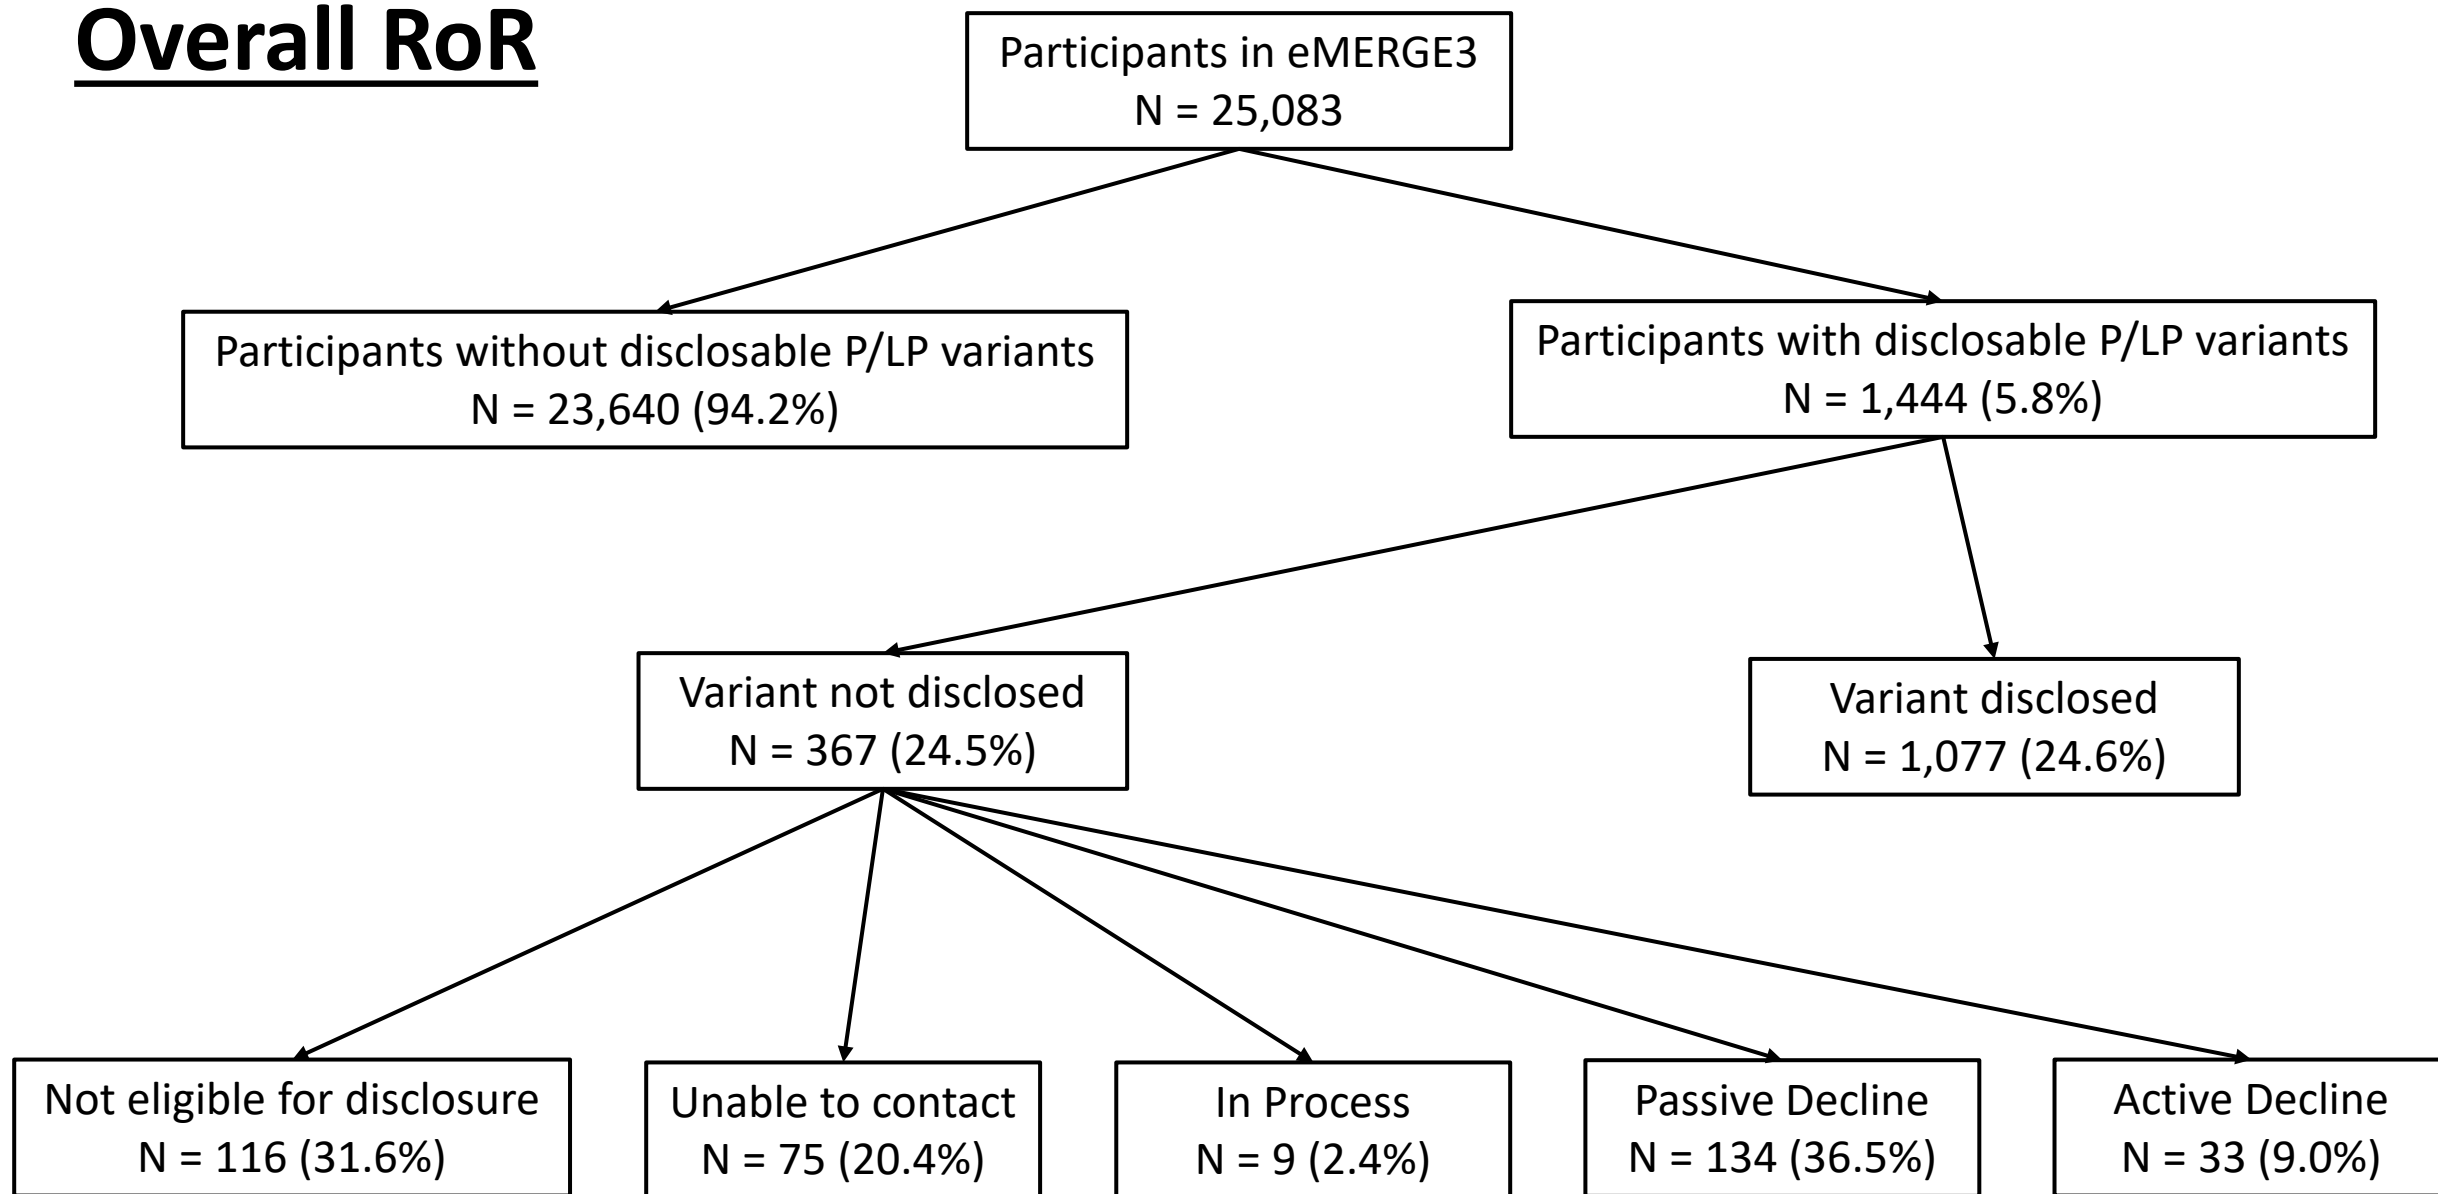 Overall RoR
Participants in eMERGE3
N = 25,083
Participants without disclosable P/LP variants
N = 23,640 (94.2%)
Participants with disclosable P/LP variants
N = 1,444 (5.8%)
Variant not disclosed
N = 367 (24.5%)
Variant disclosed
N = 1,077 (24.6%)
Not eligible for disclosure
N = 116 (31.6%)
Unable to contact
N = 75 (20.4%)
In Process
N = 9 (2.4%)
Passive Decline
N = 134 (36.5%)
Active Decline
N = 33 (9.0%)